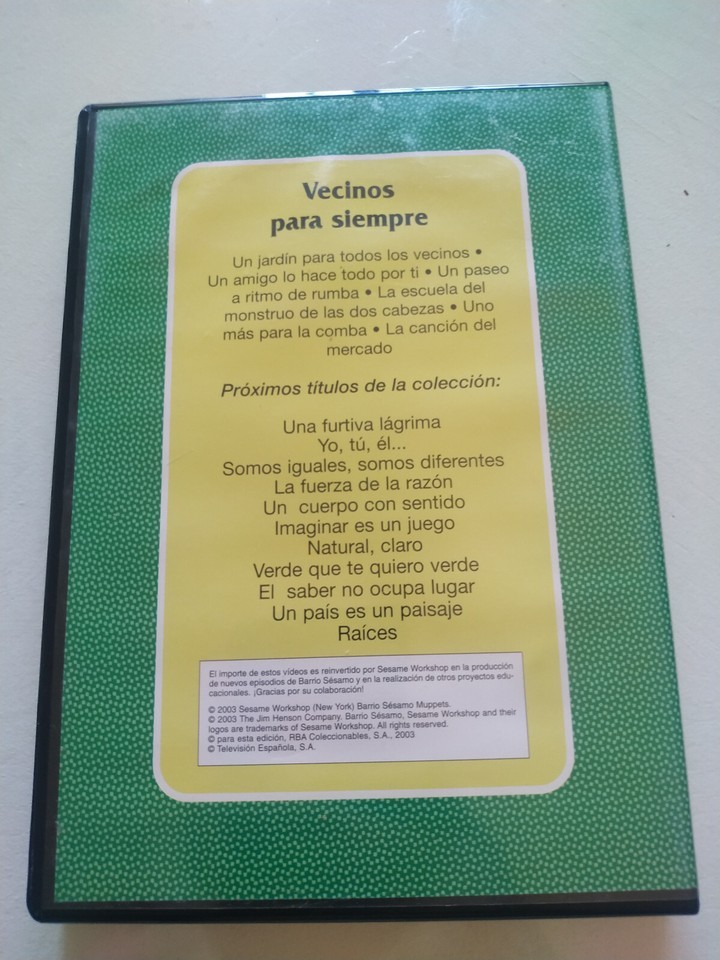 Vecinos
para siempre
Un jardín para todos los vecinos •
Un amigo lo hace todo por ti • Un paseo
a ritmo de rumba • La escuela del
monstruo de las dos cabezas • Uno
más para la comba • La canción del
mercado
Próximos títulos de la colección:
Una furtiva lágrima
Yo, tú, él...
Somos iguales, somos diferentes
La fuerza de la razón
Un cuerpo con sentido
Imaginar es un juego
Natural, claro
Verde que te quiero verde
El saber no ocupa lugar
Un país es un paisaje
Raíces
El importe de estos vídeos es reinvertido por Sesame Workshop en la producción
de nuevos episodios de Barrio Sésamo y en la realización de otros proyectos edu-
cacionales. ¡Gracias por su colaboración!
© 2003 Sesame Workshop (New York) Barrio Sésamo Muppets.
© 2003 The Jim Henson Company. Barrio Sésamo, Sesame Workshop and their
logos are trademarks of Sesame Workshop. All rights reserved.
© para esta edición, RBA Coleccionables, S.A., 2003
© Televisión Española, S.A.